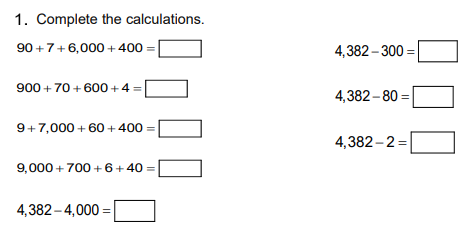 1. Complete the calculations.
90 + 7 + 6,000 + 400 =
900 + 70 + 600 + 4 =
9 + 7,000 + 60 + 400 =
9,000 + 700 + 6 + 40 =
4,382 – 4,000 =
4,382 – 300 =
4,382 – 80 =
4,382 – 2 =